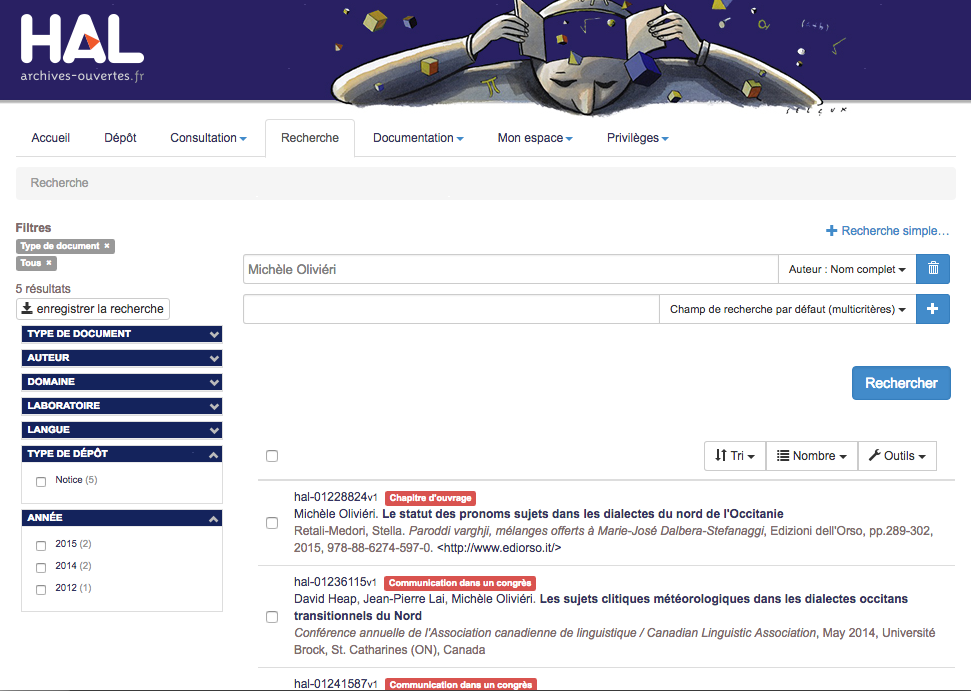 HAL
archives-ouvertes.fr
Accueil
Dépôt
Consultation
Recherche
Documentation
Mon espace
Privilèges
Recherche
Filtres
Type de document ×
Tous ×
5 résultats
enregistrer la recherche
TYPE DE DOCUMENT
AUTEUR
DOMAINE
LABORATOIRE
LANGUE
TYPE DE DÉPÔT
Notice (5)
ANNÉE
2015 (2)
2014 (2)
2012 (1)
Recherche simple…
Michèle Oliviéri
Auteur : Nom complet
Champ de recherche par défaut (multicritères)
Rechercher
Tri
Nombre
Outils
hal-01228824v1 Chapitre d'ouvrage
Michèle Oliviéri. Le statut des pronoms sujets dans les dialectes du nord de l'Occitanie
Retali-Medori, Stella. Paroddi varghji, mélanges offerts à Marie-José Dalbera-Stefanaggi, Edizioni dell'Orso, pp.289-302,
2015, 978-88-6274-597-0. <http://www.ediorso.it/>
hal-01236115v1 Communication dans un congrès
David Heap, Jean-Pierre Lai, Michèle Oliviéri. Les sujets clitiques météorologiques dans les dialectes occitans
transitionnels du Nord
Conférence annuelle de l'Association canadienne de linguistique / Canadian Linguistic Association, May 2014, Université
Brock, St. Catharines (ON), Canada
hal-01241587v1 Communication dans un congrès